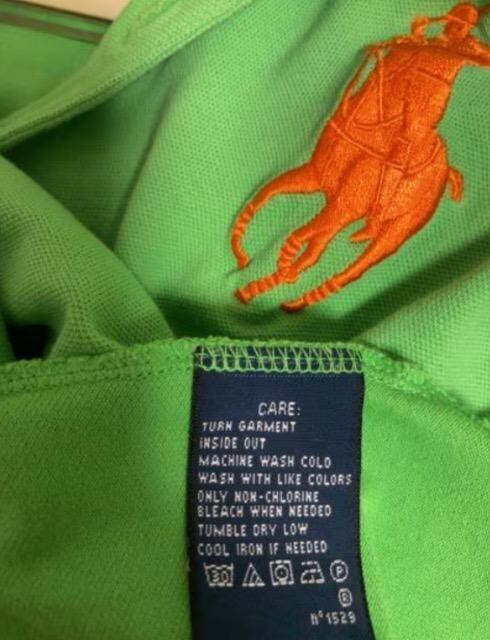 CARE:
TURN GARMENT
INSIDE OUT
MACHINE WASH COLD
WASH WITH LIKE COLORS
ONLY NON-CHLORINE
BLEACH WHEN NEEDED
TUMBLE DRY LOW
COOL IRON IF NEEDED
P
®
nº1529